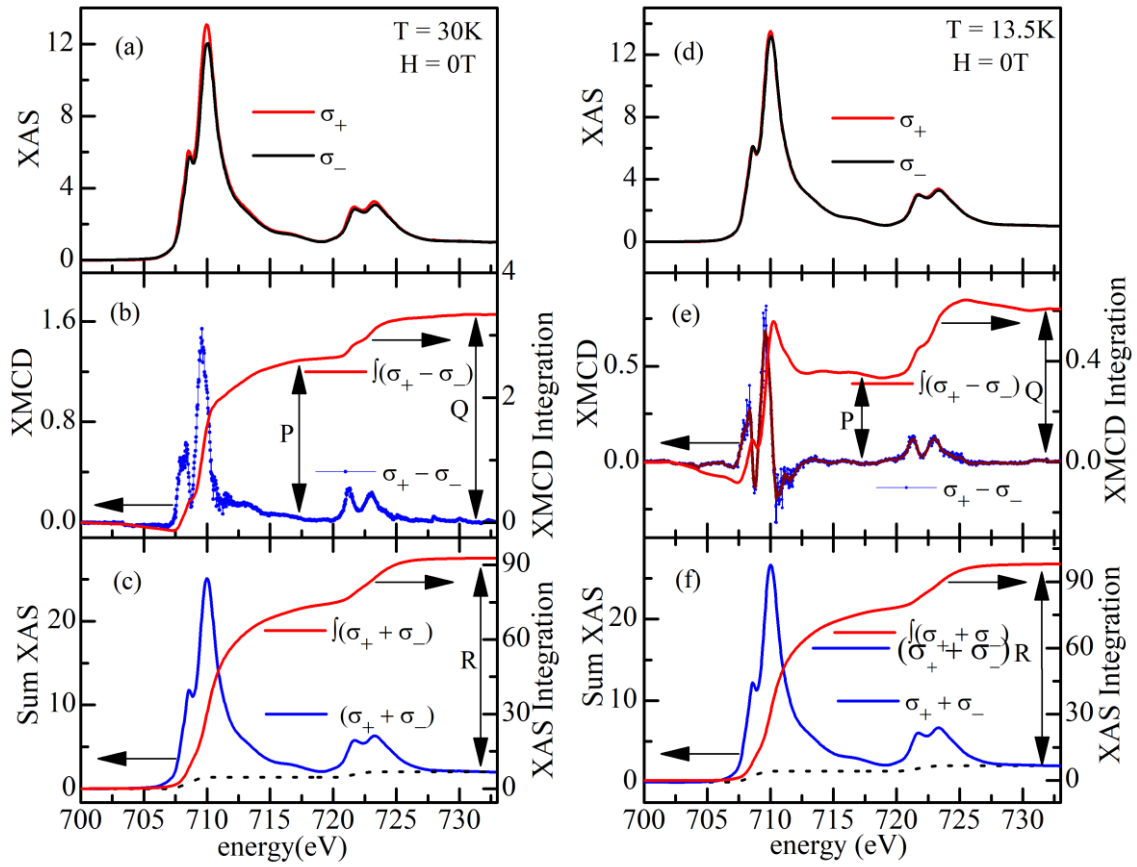 (a)
T = 30K
H = 0T
XAS
12
8
4
0
σ+
σ−
(b)
XMCD
1.6
0.8
0.0
4
2
0
XMCD Integration
∫(σ+ − σ−)
P
Q
σ+ − σ−
(c)
Sum XAS
20
10
0
90
60
30
0
XAS Integration
∫(σ+ + σ−)
R
(σ+ + σ−)
700 705 710 715 720 725 730
energy(eV)
(d)
T = 13.5K
H = 0T
XAS
12
8
4
0
σ+
σ−
(e)
XMCD
0.5
0.0
0.4
0.0
XMCD Integration
∫(σ+ − σ−)
P
Q
σ+ − σ−
(f)
Sum XAS
20
10
0
90
60
30
0
XAS Integration
∫(σ+ + σ−)
(σ+ + σ−)
R
σ+ + σ−
700 705 710 715 720 725 730
energy (eV)